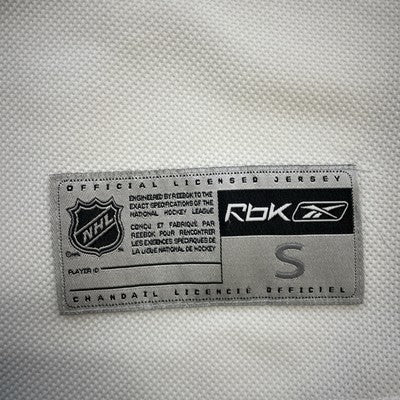 OFFICIAL LICENSED JERSEY
NHL
ENGINEERED BY REEBOK TO THE
EXACT SPECIFICATIONS OF THE
NATIONAL HOCKEY LEAGUE
CONÇU ET FABRIQUÉ PAR
REEBOK POUR RENCONTRER
LES EXIGENCES SPÉCIFIQUES DE
LA LIGUE NATIONAL DE HOCKEY
PLAYER ID
Rbk
S
CHANDAIL LICENCIÉ OFFICIEL